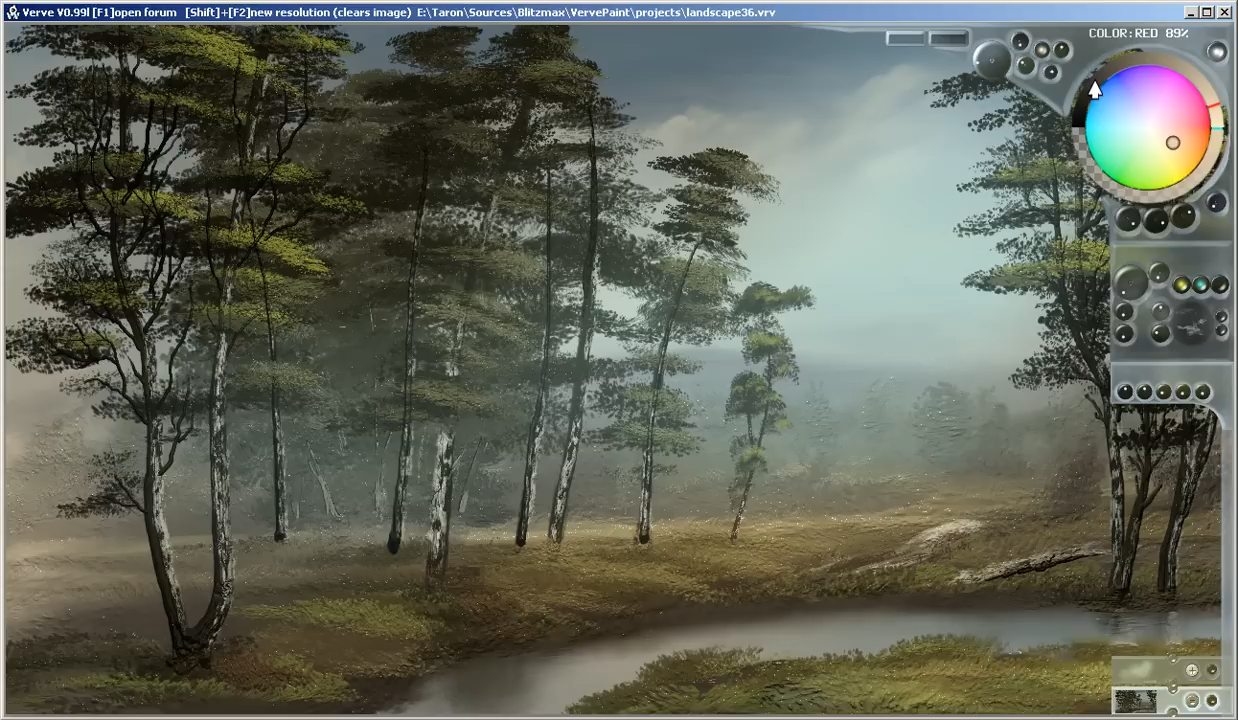 Verve V0.99l [F1]open forum [Shift]+[F2]new resolution (clears image) E:\Taron\Sources\Blitzmax\VervePaint\projects\landscape36.vrv
COLOR:RED 89%